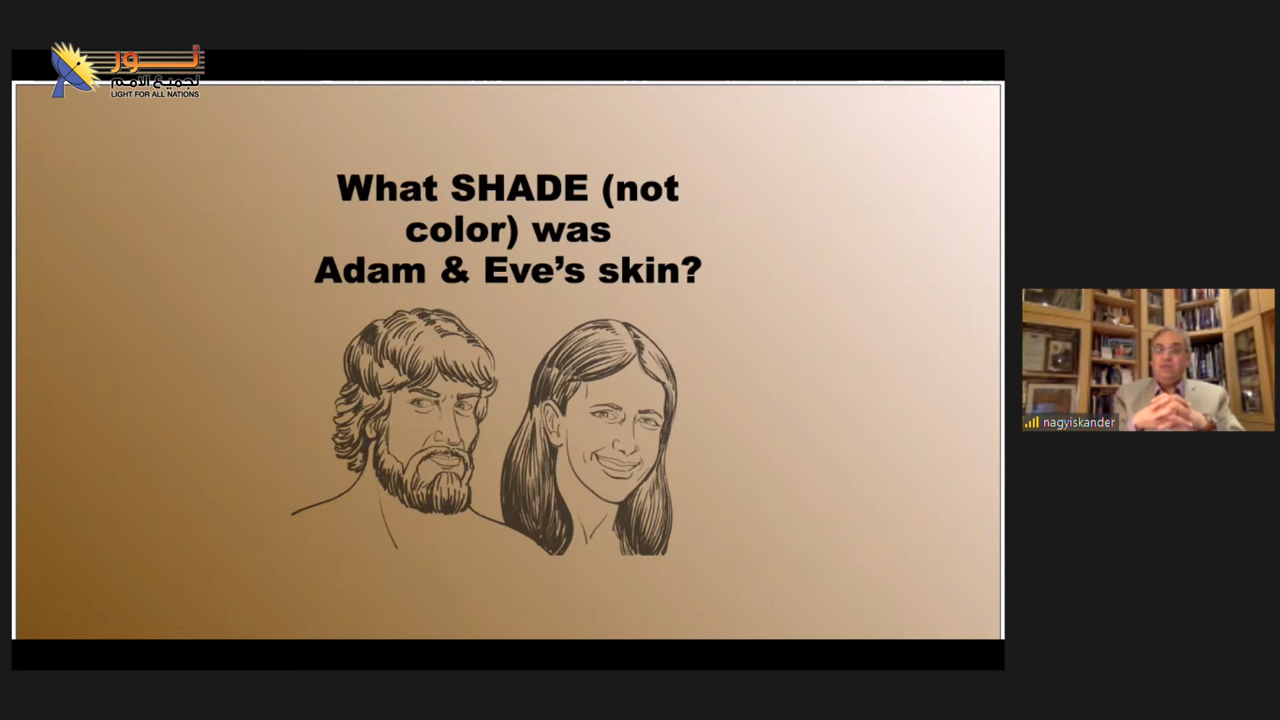 نور
لجميع الأمم
LIGHT FOR ALL NATIONS
What SHADE (not
color) was
Adam & Eve’s skin?
nagyiskander